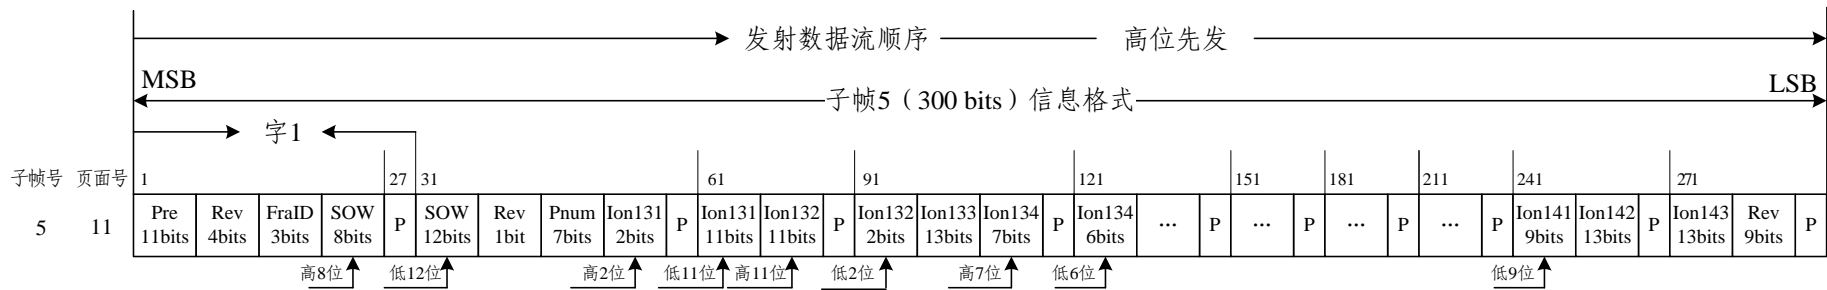 发射数据流顺序 高位先发
MSB LSB
子帧5（300 bits）信息格式
字1
子帧号 页面号 1 27 31 61 91 121 151 181 211 241 271
5 11 Pre 11bits Rev 4bits FraID 3bits SOW 8bits P SOW 12bits Rev 1bit Pnum 7bits Ion131 2bits P Ion131 11bits Ion132 11bits P Ion132 2bits Ion133 13bits Ion134 7bits P Ion134 6bits ... P ... P ... P ... P Ion141 9bits Ion142 13bits P Ion143 13bits Rev 9bits P
高8位 低12位 高2位 低11位 高11位 低2位 高7位 低6位 低9位